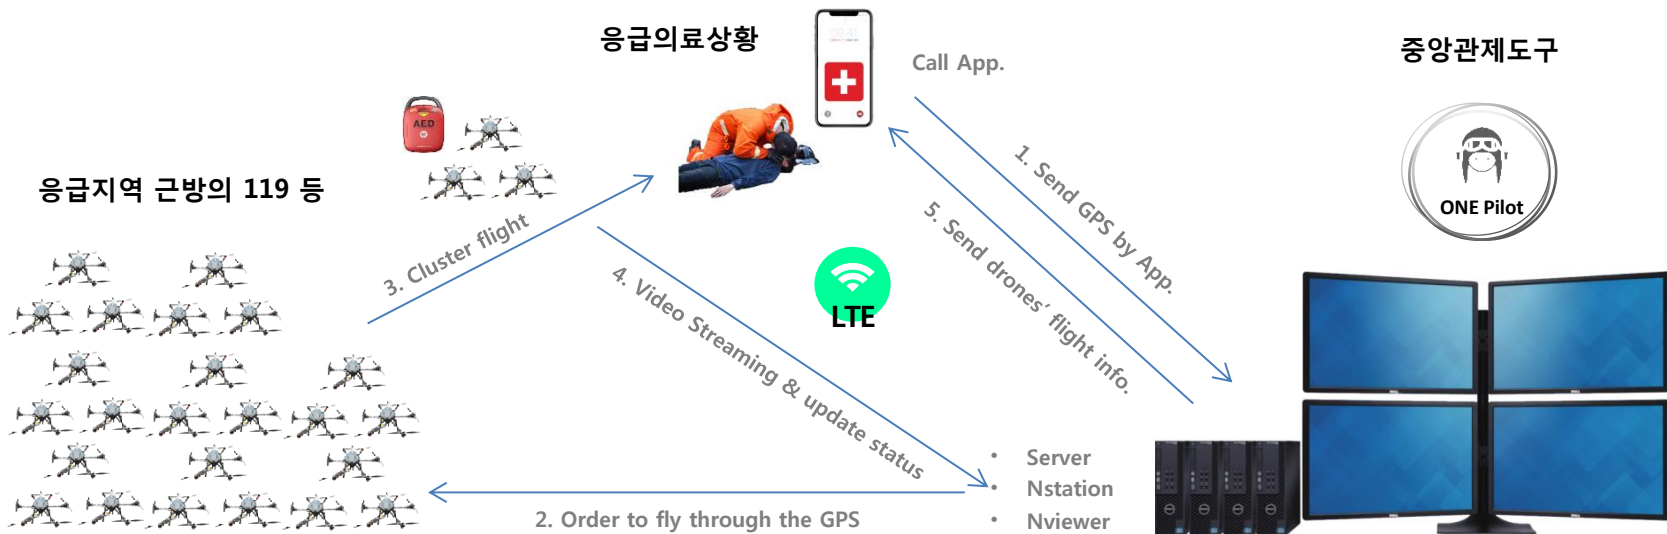 응급의료상황
중앙관제도구
Call App.
AED
응급지역 근방의 119 등
ONE Pilot
1. Send GPS by App.
5. Send drones' flight info.
3. Cluster flight
4. Video Streaming & update status
LTE
• Server
• Nstation
• Nviewer
2. Order to fly through the GPS